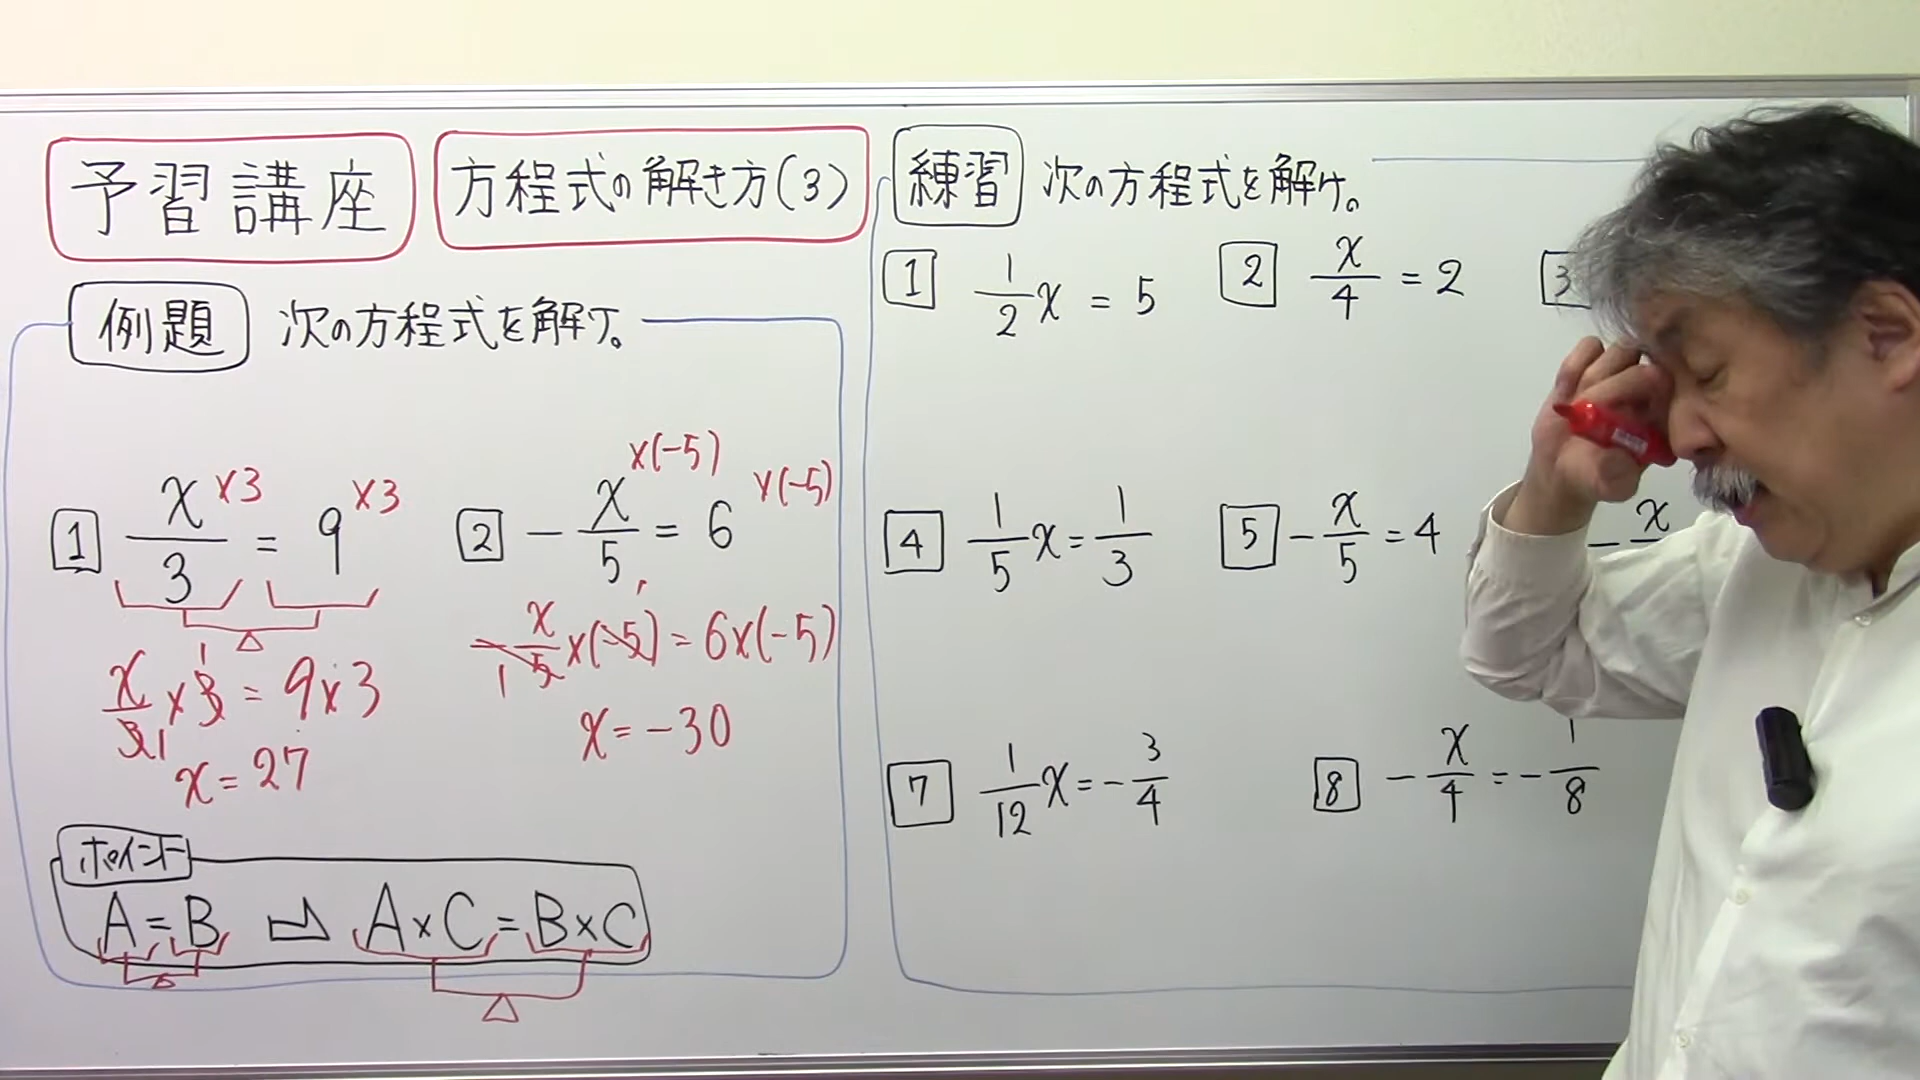 予習講座
方程式の解き方(3)
例題 次の方程式を解け。
1 x/3 = 9
×3 ×3
x/3 × 3 = 9×3
x = 27
2 -x/5 = 6
×(-5) ×(-5)
-x/5 ×(-5) = 6×(-5)
x = -30
ポイント
A = B ⇨ A×C = B×C
練習 次の方程式を解け。
1 1/2 x = 5
2 x/4 = 2
3
4 1/5 x = 1/3
5 -x/5 = 4
-x
7 1/12 x = -3/4
8 -x/4 = -1/8